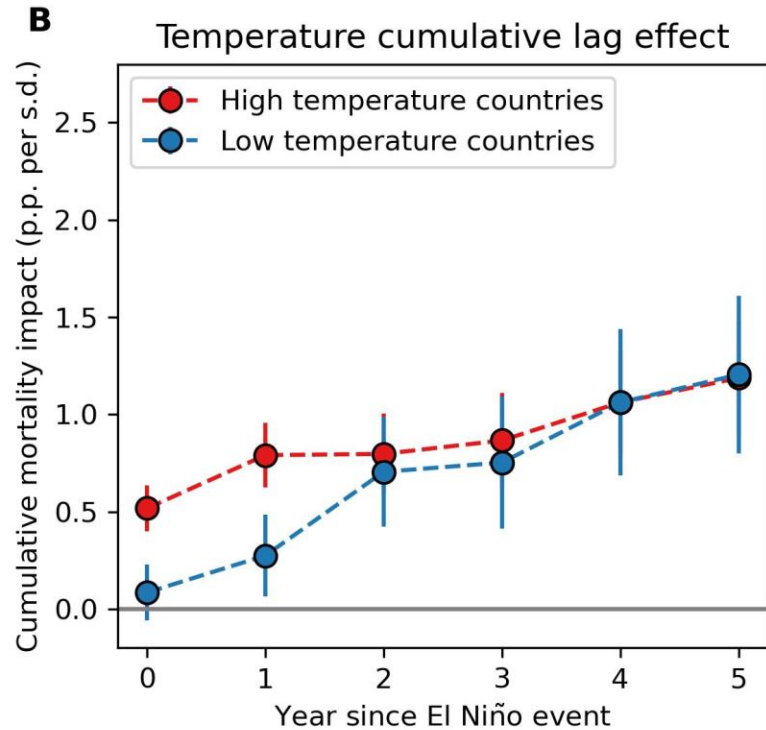 B
Temperature cumulative lag effect
High temperature countries
Low temperature countries
Cumulative mortality impact (p.p. per s.d.)
2.5
2.0
1.5
1.0
0.5
0.0
0 1 2 3 4 5
Year since El Niño event